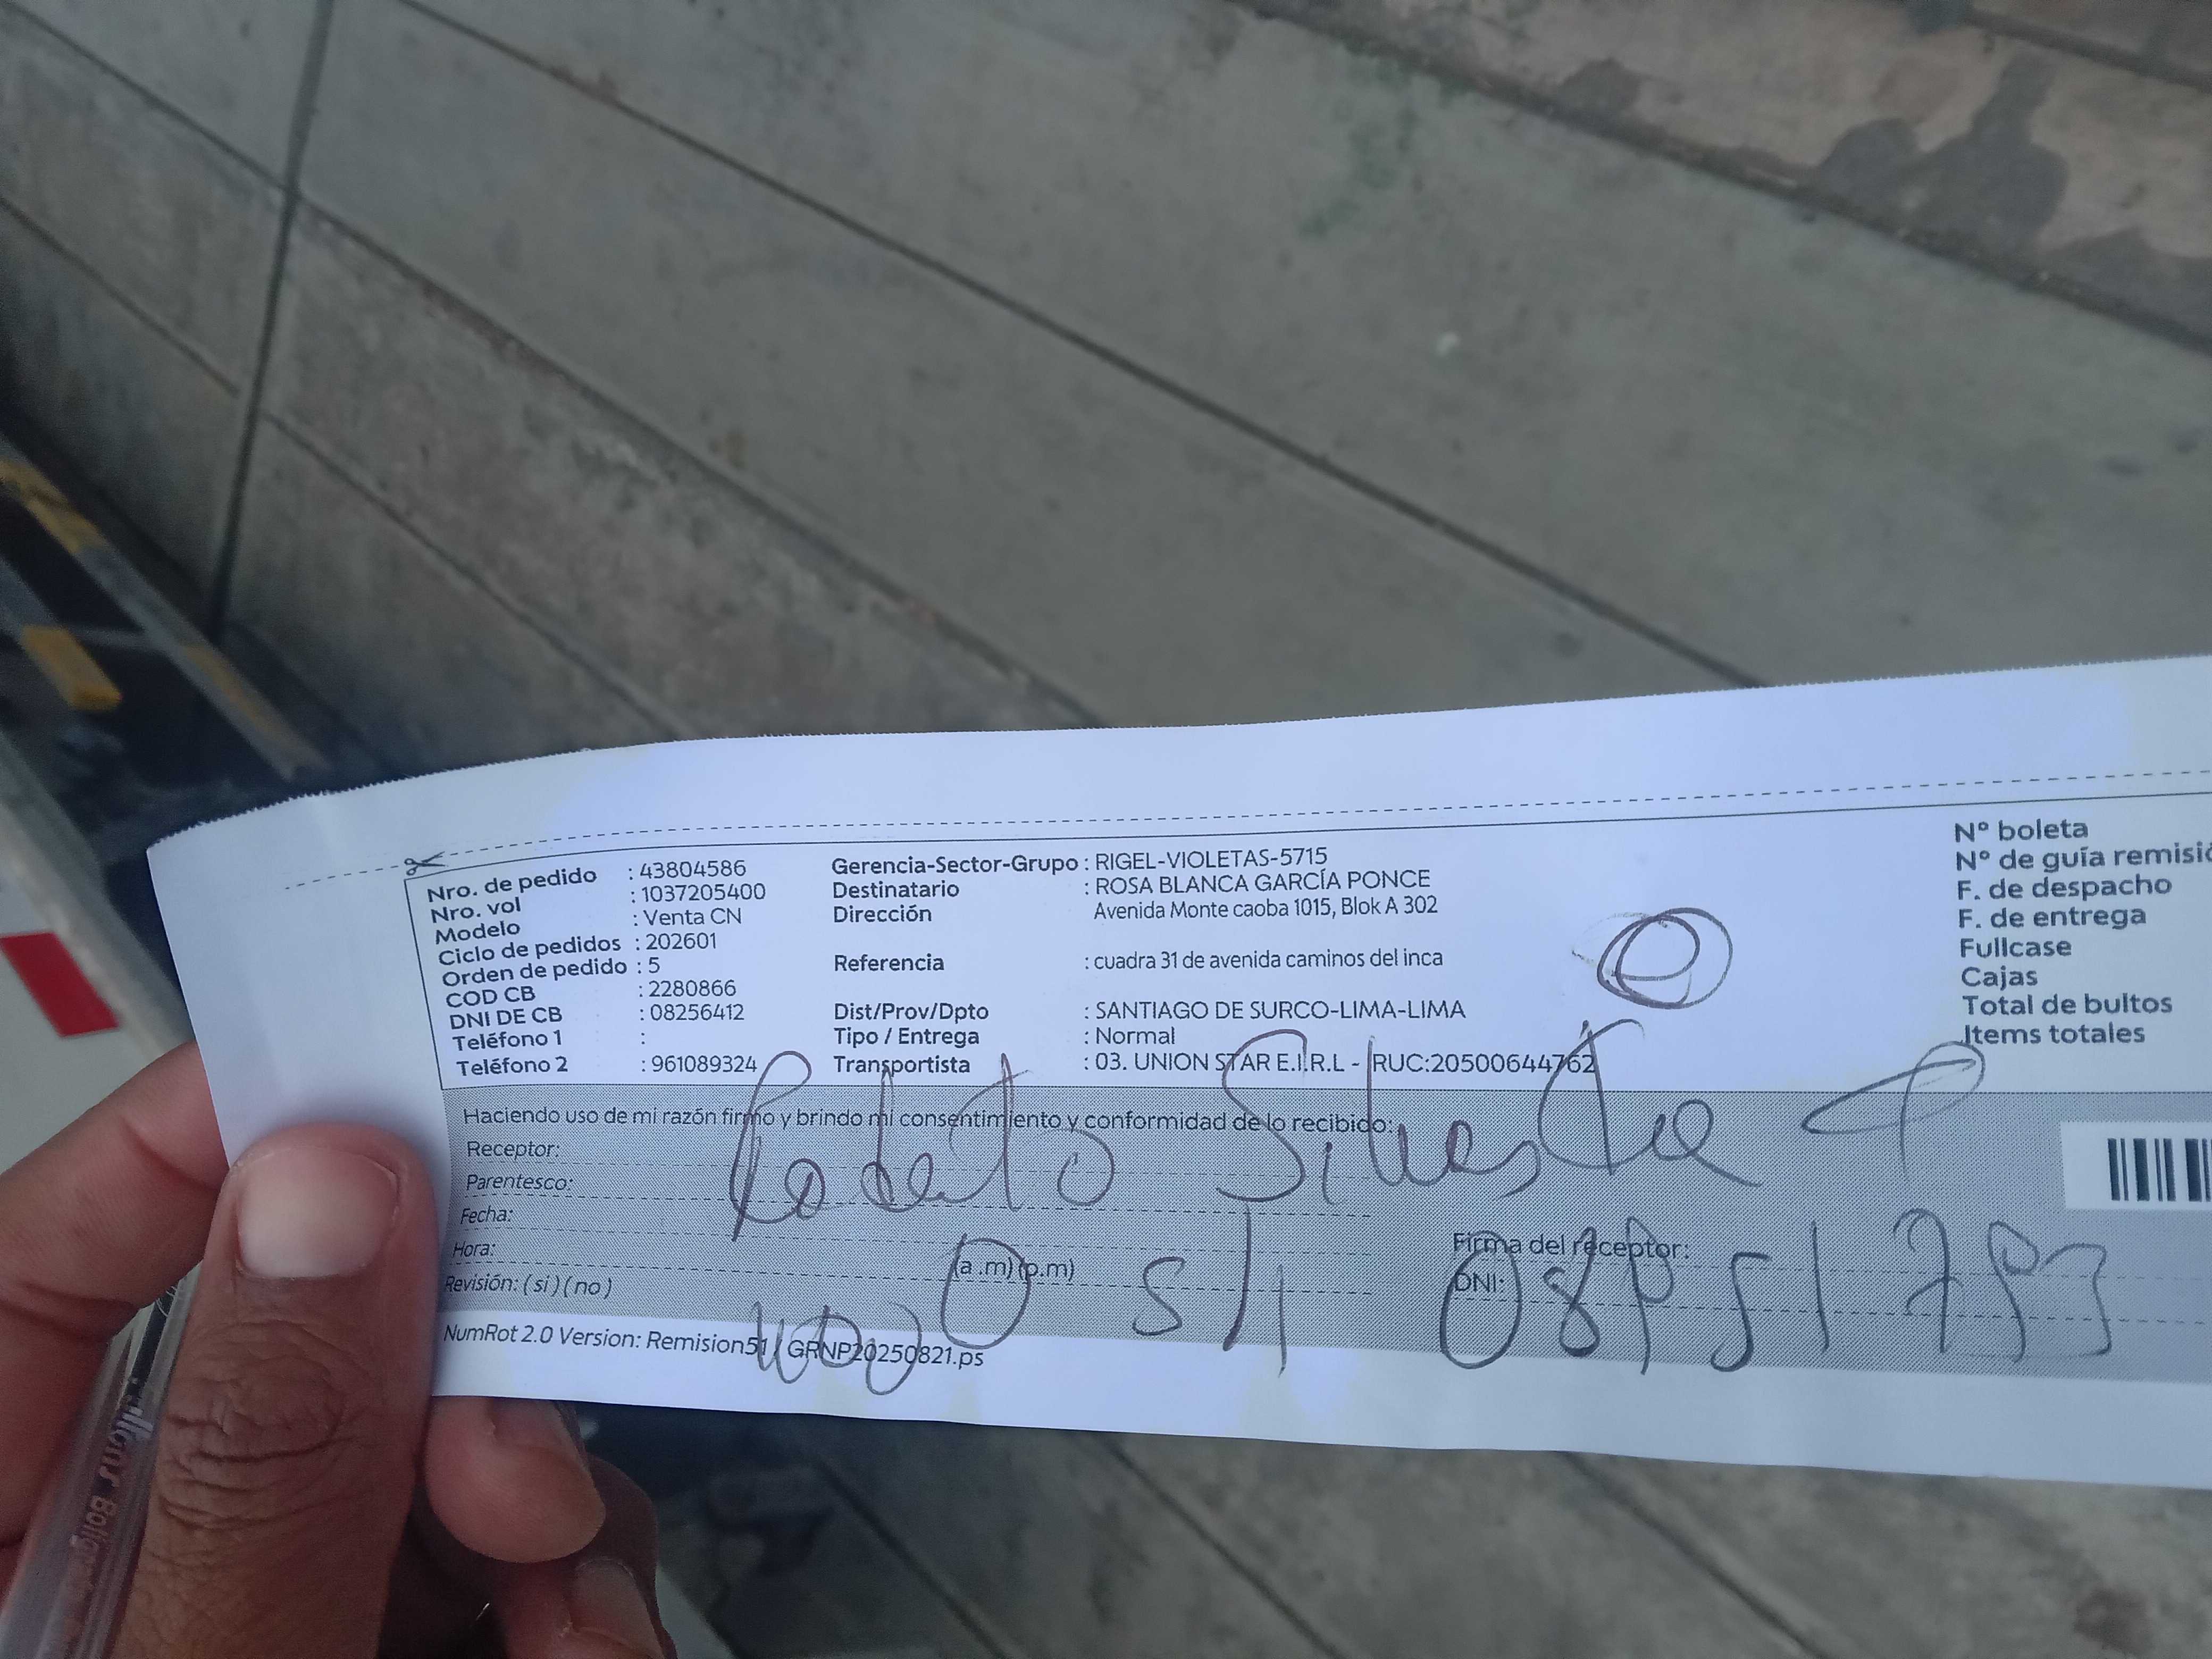 Nro. de pedido : 43804586
Nro. vol : 1037205400
Modelo : Venta CN
Ciclo de pedidos : 202601
Orden de pedido : 5
COD CB : 2280866
DNI DE CB : 08256412
Teléfono 1 :
Teléfono 2 : 961089324
Gerencia-Sector-Grupo : RIGEL-VIOLETAS-5715
Destinatario : ROSA BLANCA GARCÍA PONCE
Dirección Avenida Monte caoba 1015, Blok A 302
Referencia : cuadra 31 de avenida caminos del inca
Dist/Prov/Dpto : SANTIAGO DE SURCO-LIMA-LIMA
Tipo / Entrega : Normal
Transportista : 03. UNION STAR E.I.R.L - RUC:20500644762
Nº boleta
Nº de guía remisió
F. de despacho
F. de entrega
Fullcase
Cajas
Total de bultos
Items totales
Haciendo uso de mi razón firmo y brindo mi consentimiento y conformidad de lo recibido:
Receptor:
Parentesco:
Fecha:
Hora: (a .m) (p.m)
Revisión: ( si ) ( no )
Firma del receptor:
DNI:
NumRot 2.0 Version: Remision51 / GRNP20250821.ps